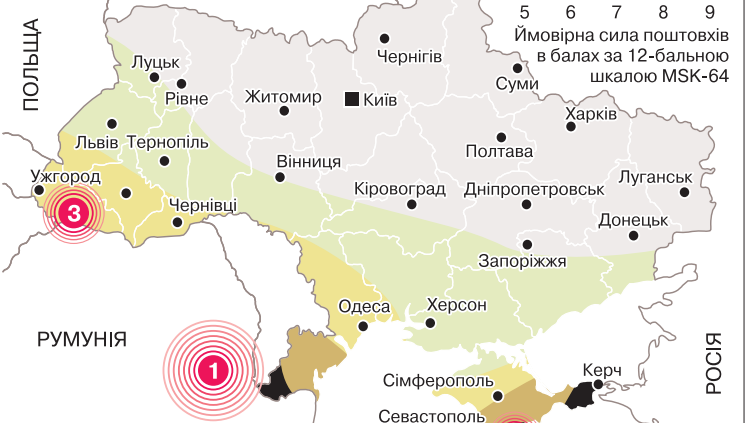 5 6 7 8 9
Ймовірна сила поштовхів
в балах за 12-бальною
шкалою MSK-64
ПОЛЬЩА
Чернігів
Луцьк
Суми
Рівне
Житомир
Київ
Харків
Львів
Тернопіль
Полтава
Вінниця
Ужгород
Луганськ
Кіровоград
Дніпропетровськ
Чернівці
3
Донецьк
Запоріжжя
Одеса
Херсон
РУМУНІЯ
РОСІЯ
1
Керч
Сімферополь
Севастополь